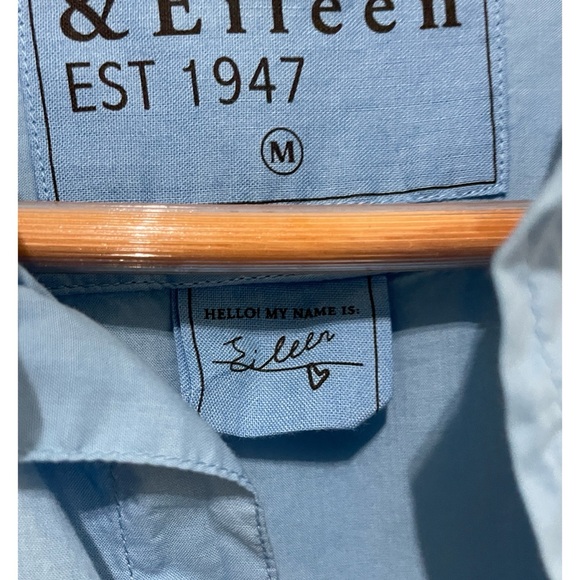 & Eileen
EST 1947
M
HELLO! MY NAME IS:
Eileen